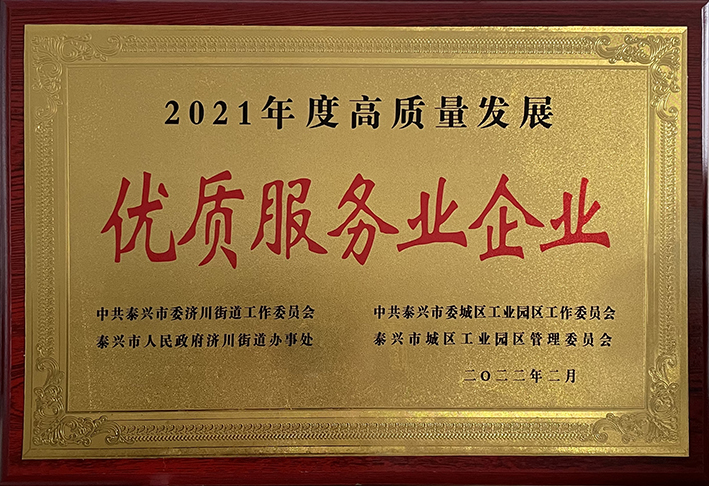 2021年度高质量发展
优质服务业企业
中共泰兴市委济川街道工作委员会
泰兴市人民政府济川街道办事处
中共泰兴市委城区工业园区工作委员会
泰兴市城区工业园区管理委员会
二〇二二年二月